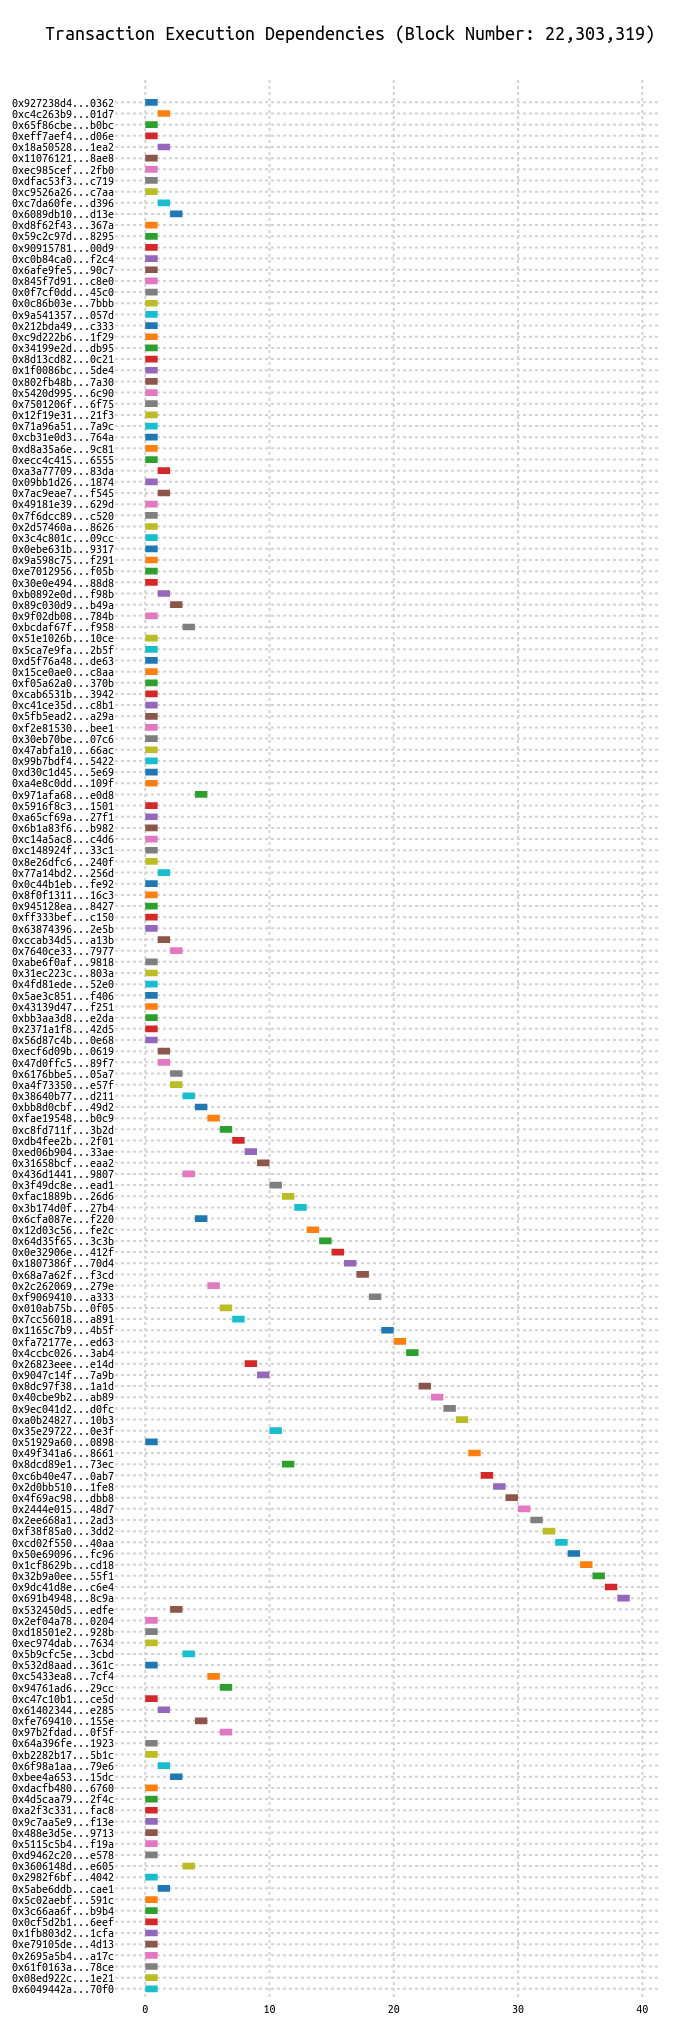 Transaction Execution Dependencies (Block Number: 22,303,319)
0x927238d4...0362
0xc4c263b9...01d7
0x65f86cbe...b0bc
0xeff7aef4...d06e
0x18a50528...1ea2
0x11076121...8ae8
0xec985cef...2fb0
0xdfac53f3...c719
0xc9526a26...c7aa
0xc7da60fe...d396
0x6089db10...d13e
0xd8f62f43...367a
0x59c2c97d...8295
0x90915781...00d9
0xc0b84ca0...f2c4
0x6afe9fe5...90c7
0x845f7d91...c8e0
0x0f7cf0dd...45c0
0x0c86b03e...7bbb
0x9a541357...057d
0x212bda49...c333
0xc9d222b6...1f29
0x34199e2d...db95
0x8d13cd82...0c21
0x1f0086bc...5de4
0x802fb48b...7a30
0x5420d995...6c90
0x7501206f...6f75
0x12f19e31...21f3
0x71a96a51...7a9c
0xcb31e0d3...764a
0xd8a35a6e...9c81
0xecc4c415...6555
0xa3a77709...83da
0x09bb1d26...1874
0x7ac9eae7...f545
0x49181e39...629d
0x7f6dcc89...c520
0x2d57460a...8626
0x3c4c801c...09cc
0x0ebe631b...9317
0x9a598c75...f291
0xe7012956...f05b
0x30e0e494...88d8
0xb0892e0d...f98b
0x89c030d9...b49a
0x9f02db08...784b
0xbcdaf67f...f958
0x51e1026b...10ce
0x5ca7e9fa...2b5f
0xd5f76a48...de63
0x15ce0ae0...c8aa
0xf05a62a0...370b
0xcab6531b...3942
0xc41ce35d...c8b1
0x5fb5ead2...a29a
0xf2e81530...bee1
0x30eb70be...07c6
0x47abfa10...66ac
0x99b7bdf4...5422
0xd30c1d45...5e69
0xa4e8c0dd...109f
0x971afa68...e0d8
0x5916f8c3...1501
0xa65cf69a...27f1
0x6b1a83f6...b982
0xc14a5ac8...c4d6
0xc148924f...33c1
0x8e26dfc6...240f
0x77a14bd2...256d
0x0c44b1eb...fe92
0x8f0f1311...16c3
0x945128ea...8427
0xff333bef...c150
0x63874396...2e5b
0xccab34d5...a13b
0x7640ce33...7977
0xabe6f0af...9818
0x31ec223c...803a
0x4fd81ede...52e0
0x5ae3c851...f406
0x43139d47...f251
0xbb3aa3d8...e2da
0x2371a1f8...42d5
0x56d87c4b...0e68
0xecf6d09b...0619
0x47d0ffc5...89f7
0x6176bbe5...05a7
0xa4f73350...e57f
0x38640b77...d211
0xbb8d0cbf...49d2
0xfae19548...b0c9
0xc8fd711f...3b2d
0xdb4fee2b...2f01
0xed06b904...33ae
0x31658bcf...eaa2
0x436d1441...9807
0x3f49dc8e...ead1
0xfac1889b...26d6
0x3b174d0f...27b4
0x6cfa087e...f220
0x12d03c56...fe2c
0x64d35f65...3c3b
0x0e32906e...412f
0x1807386f...70d4
0x68a7a62f...f3cd
0x2c262069...279e
0xf9069410...a333
0x010ab75b...0f05
0x7cc56018...a891
0x1165c7b9...4b5f
0xfa72177e...ed63
0x4ccbc026...3ab4
0x26823eee...e14d
0x9047c14f...7a9b
0x8dc97f38...1a1d
0x40cbe9b2...ab89
0x9ec041d2...d0fc
0xa0b24827...10b3
0x35e29722...0e3f
0x51929a60...0898
0x49f341a6...8661
0x8dcd89e1...73ec
0xc6b40e47...0ab7
0x2d0bb510...1fe8
0x4f69ac98...dbb8
0x2444e015...48d7
0x2ee668a1...2ad3
0xf38f85a0...3dd2
0xcd02f550...40aa
0x50e69096...fc96
0x1cf8629b...cd18
0x32b9a0ee...55f1
0x9dc41d8e...c6e4
0x691b4948...8c9a
0x532450d5...edfe
0x2ef04a78...0204
0xd18501e2...928b
0xec974dab...7634
0x5b9cfc5e...3cbd
0x532d8aad...361c
0xc5433ea8...7cf4
0x94761ad6...29cc
0xc47c10b1...ce5d
0x61402344...e285
0xfe769410...155e
0x97b2fdad...0f5f
0x64a396fe...1923
0xb2282b17...5b1c
0x6f98a1aa...79e6
0xbee4a653...15dc
0xdacfb480...6760
0x4d5caa79...2f4c
0xa2f3c331...fac8
0x9c7aa5e9...f13e
0x488e3d5e...9713
0x5115c5b4...f19a
0xd9462c20...e578
0x3606148d...e605
0x2982f6bf...4042
0x5abe6ddb...cae1
0x5c02aebf...591c
0x3c66aa6f...b9b4
0x0cf5d2b1...6eef
0x1fb803d2...1cfa
0xe79105de...4d13
0x2695a5b4...a17c
0x61f0163a...78ce
0x08ed922c...1e21
0x6049442a...70f0
0 10 20 30 40